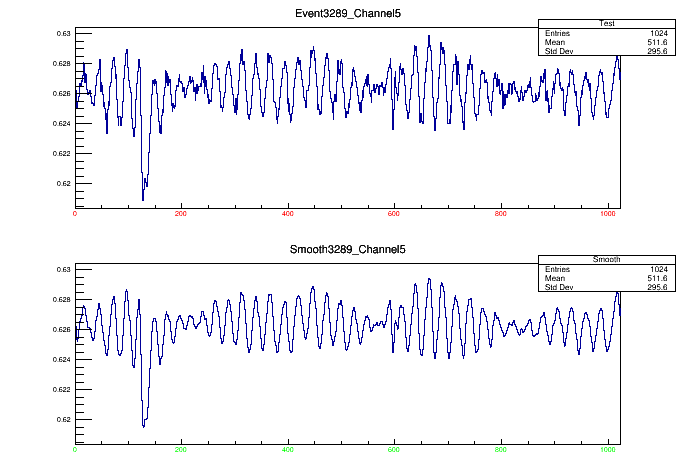 Event3289_Channel5
Test
Entries 1024
Mean 511.6
Std Dev 295.6
0.63
0.628
0.626
0.624
0.622
0.62
0 200 400 600 800 1000
Smooth3289_Channel5
Smooth
Entries 1024
Mean 511.6
Std Dev 295.6
0.63
0.628
0.626
0.624
0.622
0.62
0 200 400 600 800 1000